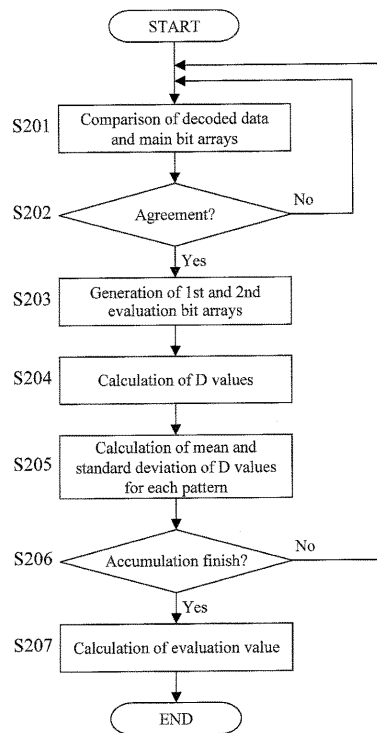 START
S201
Comparison of decoded data
and main bit arrays
S202
Agreement?
No
Yes
S203
Generation of 1st and 2nd
evaluation bit arrays
S204
Calculation of D values
S205
Calculation of mean and
standard deviation of D values
for each pattern
S206
Accumulation finish?
No
Yes
S207
Calculation of evaluation value
END